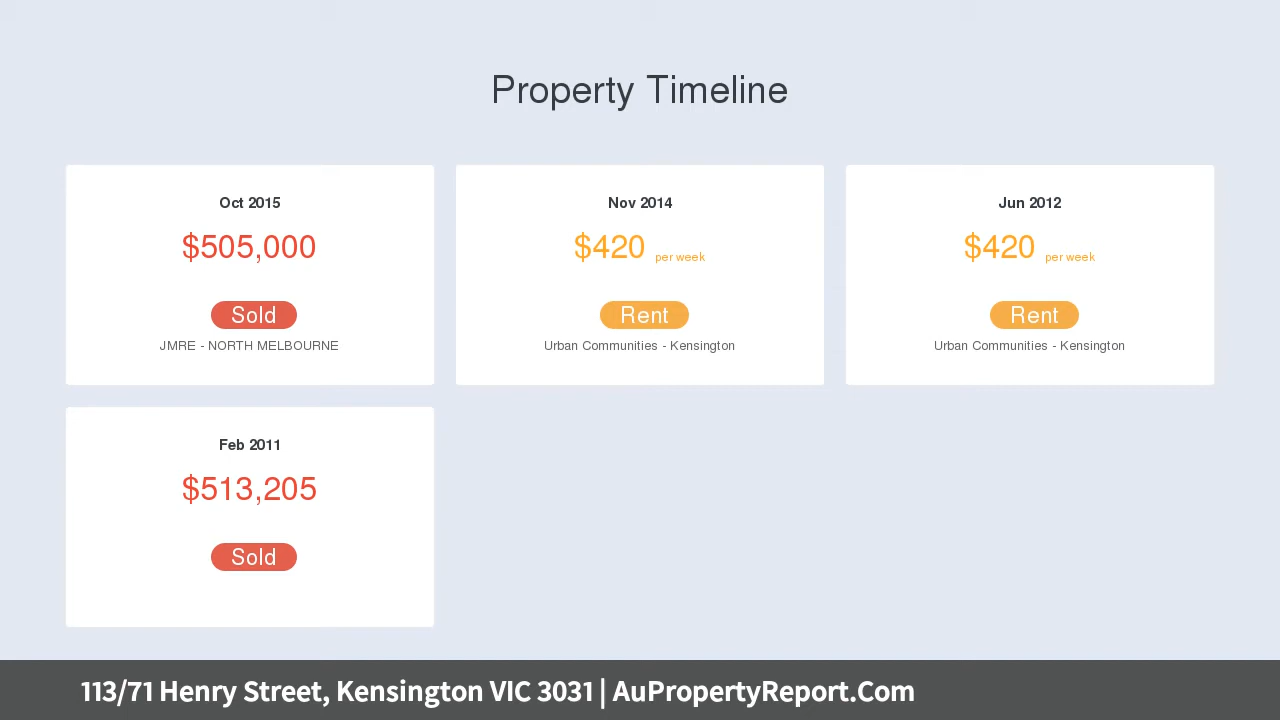 Property Timeline
Oct 2015
$505,000
Sold
JMRE - NORTH MELBOURNE
Nov 2014
$420 per week
Rent
Urban Communities - Kensington
Jun 2012
$420 per week
Rent
Urban Communities - Kensington
Feb 2011
$513,205
Sold
113/71 Henry Street, Kensington VIC 3031 | AuPropertyReport.Com